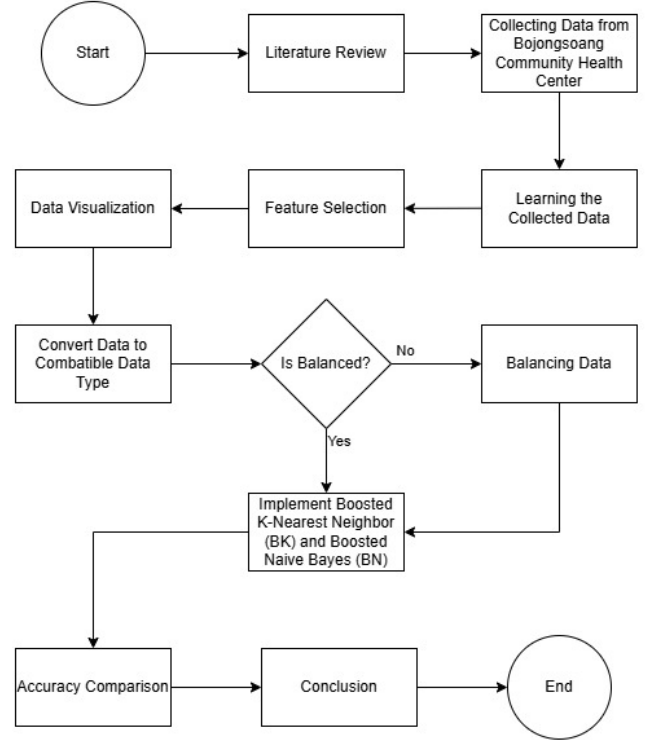 Start
Literature Review
Collecting Data from
Bojongsoang
Community Health
Center
Learning the
Collected Data
Feature Selection
Data Visualization
Convert Data to
Combatible Data
Type
Is Balanced?
No
Balancing Data
Yes
Implement Boosted
K-Nearest Neighbor
(BK) and Boosted
Naive Bayes (BN)
Accuracy Comparison
Conclusion
End